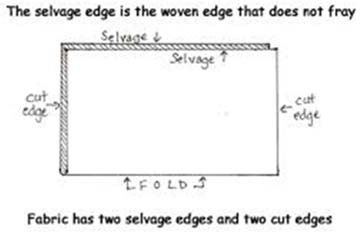 The selvage edge is the woven edge that does not fray
Selvage ↓
Selvage ↑
cut
edge →
← cut
edge
↑ FOLD ↑
Fabric has two selvage edges and two cut edges